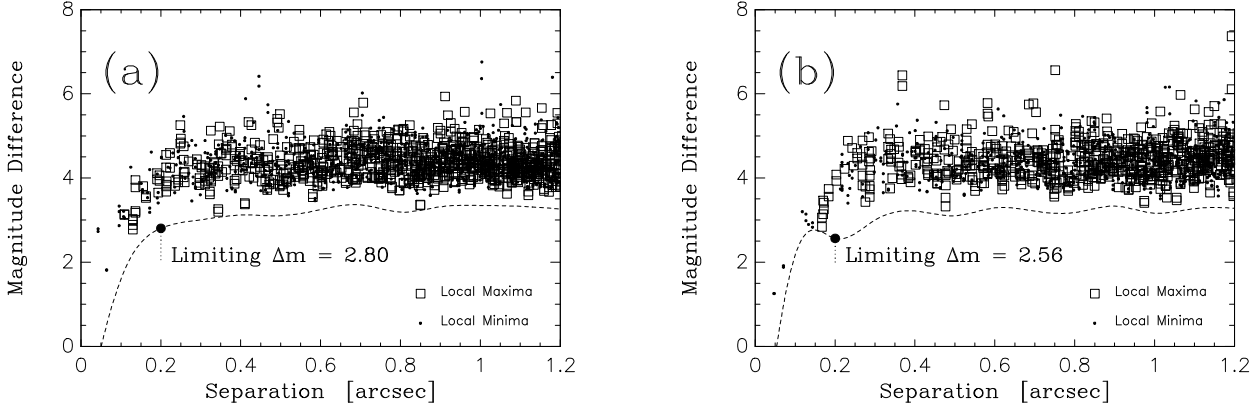 (a)
Magnitude Difference
8
6
4
2
0
Limiting Δm = 2.80
Local Maxima
Local Minima
0 0.2 0.4 0.6 0.8 1 1.2
Separation [arcsec]
(b)
Magnitude Difference
8
6
4
2
0
Limiting Δm = 2.56
Local Maxima
Local Minima
0 0.2 0.4 0.6 0.8 1 1.2
Separation [arcsec]